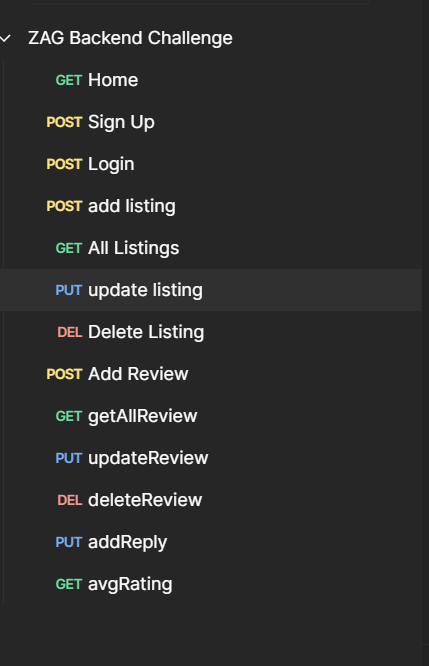 ZAG Backend Challenge
GET Home
POST Sign Up
POST Login
POST add listing
GET All Listings
PUT update listing
DEL Delete Listing
POST Add Review
GET getAllReview
PUT updateReview
DEL deleteReview
PUT addReply
GET avgRating